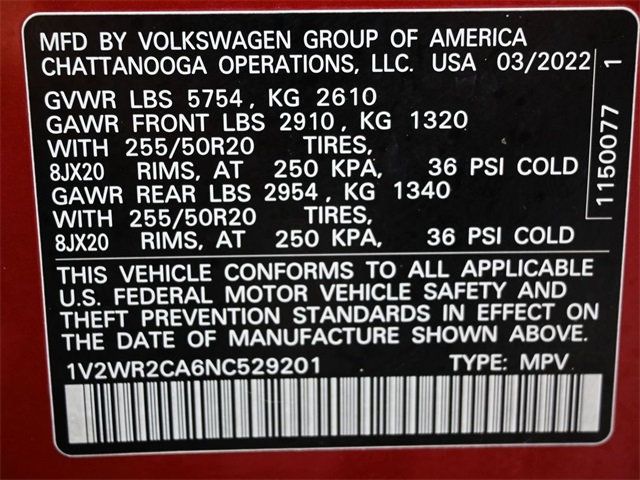 MFD BY VOLKSWAGEN GROUP OF AMERICA
CHATTANOOGA OPERATIONS, LLC. USA 03/2022
GVWR LBS 5754, KG 2610
GAWR FRONT LBS 2910, KG 1320
WITH 255/50R20 TIRES,
8JX20 RIMS, AT 250 KPA, 36 PSI COLD
GAWR REAR LBS 2954, KG 1340
WITH 255/50R20 TIRES,
8JX20 RIMS, AT 250 KPA, 36 PSI COLD
THIS VEHICLE CONFORMS TO ALL APPLICABLE
U.S. FEDERAL MOTOR VEHICLE SAFETY AND
THEFT PREVENTION STANDARDS IN EFFECT ON
THE DATE OF MANUFACTURE SHOWN ABOVE.
1V2WR2CA6NC529201 TYPE: MPV
1150077 1